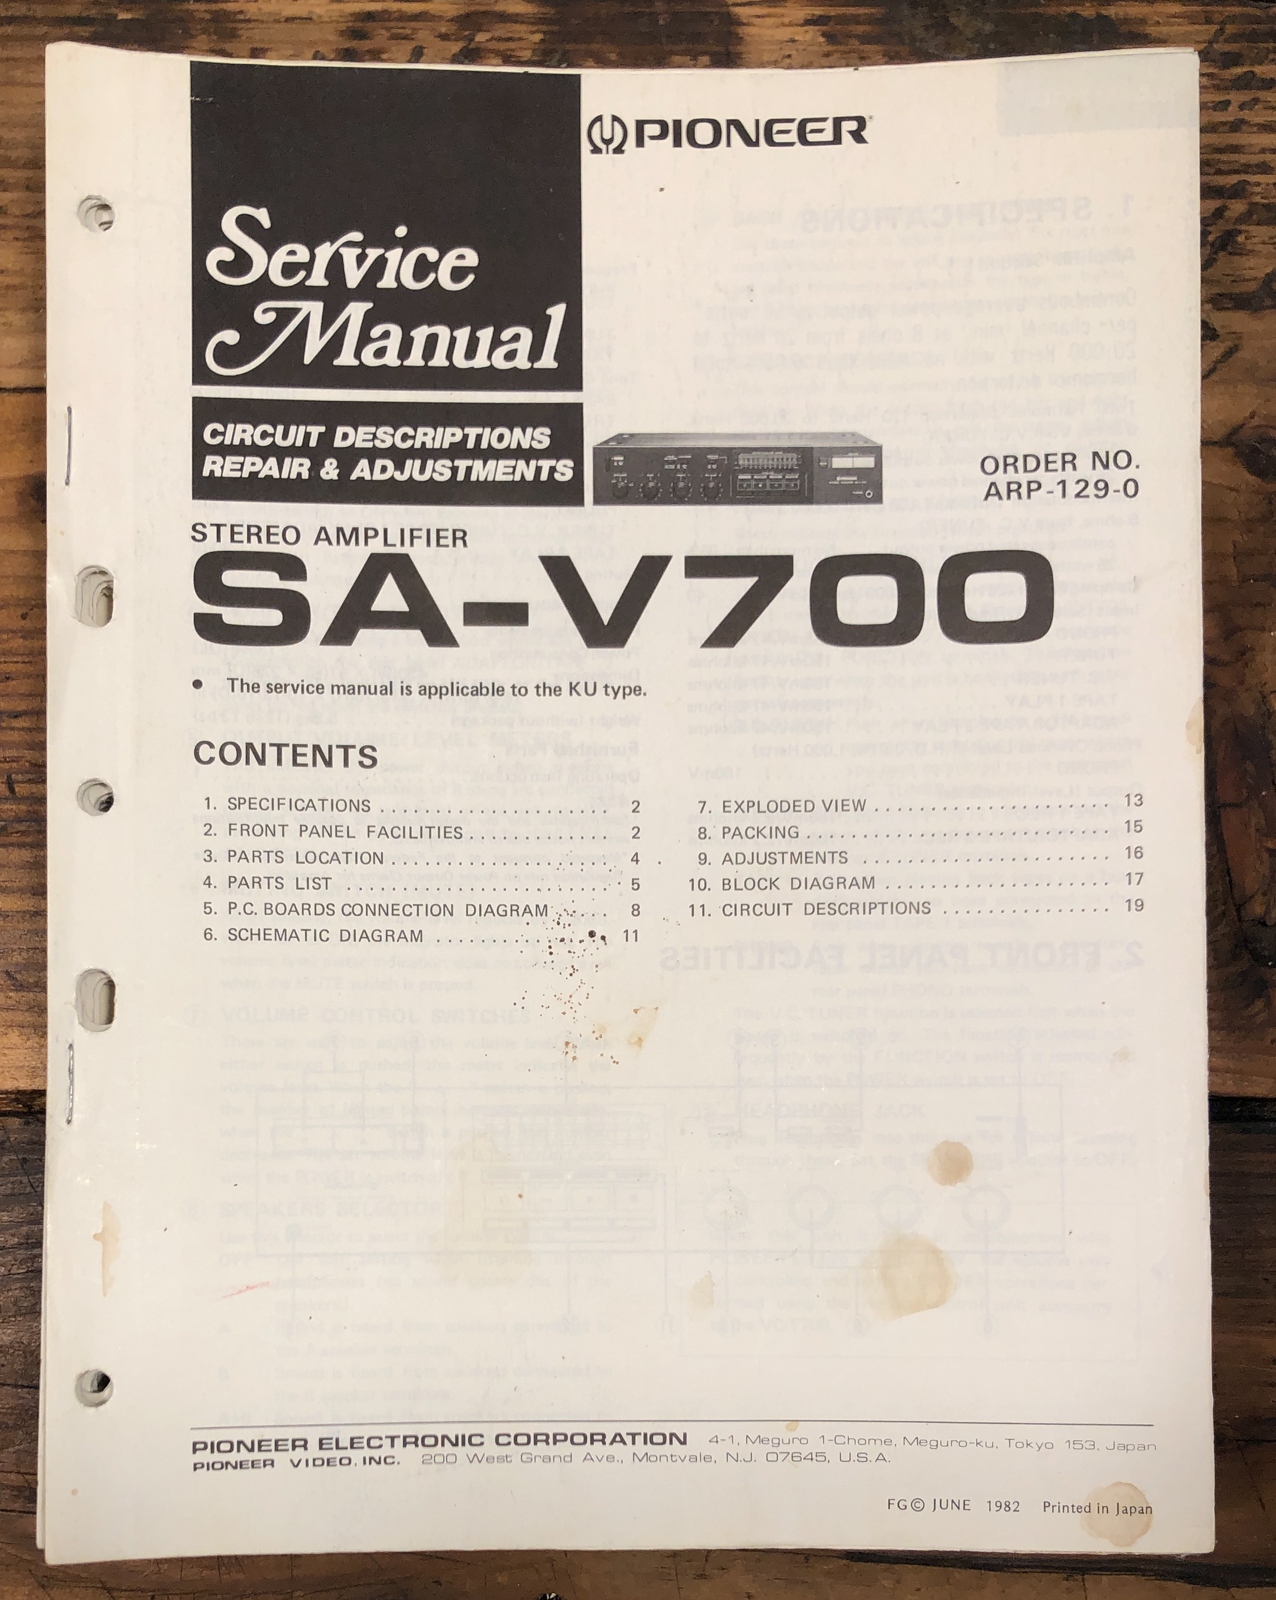 PIONEER
Service
Manual
CIRCUIT DESCRIPTIONS
REPAIR & ADJUSTMENTS
ORDER NO.
ARP-129-0
STEREO AMPLIFIER
SA-V700
• The service manual is applicable to the KU type.
CONTENTS
1. SPECIFICATIONS . . . . . . . . . . . . . . . . . . . . . . 2
2. FRONT PANEL FACILITIES . . . . . . . . . . . . . 2
3. PARTS LOCATION . . . . . . . . . . . . . . . . . . . . 4
4. PARTS LIST . . . . . . . . . . . . . . . . . . . . . . . . 5
5. P.C. BOARDS CONNECTION DIAGRAM . . . . . 8
6. SCHEMATIC DIAGRAM . . . . . . . . . . . . . . . 11
7. EXPLODED VIEW . . . . . . . . . . . . . . . . . . . . . 13
8. PACKING . . . . . . . . . . . . . . . . . . . . . . . . . . . 15
9. ADJUSTMENTS . . . . . . . . . . . . . . . . . . . . . . 16
10. BLOCK DIAGRAM . . . . . . . . . . . . . . . . . . . . 17
11. CIRCUIT DESCRIPTIONS . . . . . . . . . . . . . . . 19
PIONEER ELECTRONIC CORPORATION 4-1, Meguro 1-Chome, Meguro-ku, Tokyo 153, Japan
PIONEER VIDEO, INC. 200 West Grand Ave., Montvale, N.J. 07645, U.S.A.
FG© JUNE 1982 Printed in Japan